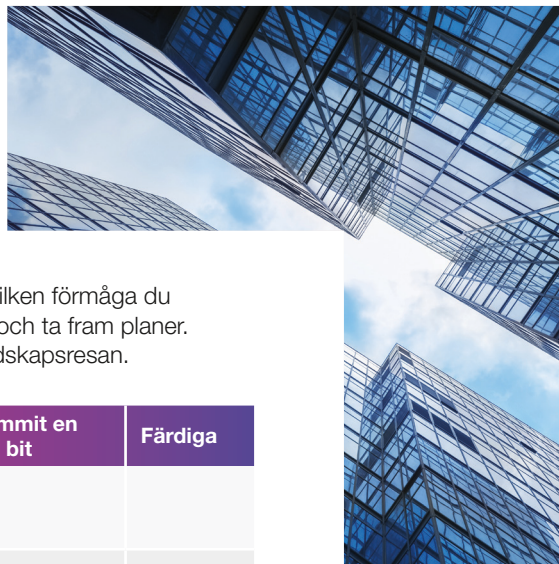 ilken förmåga du
och ta fram planer.
dskapsresan.
mmit en
bit
Färdiga